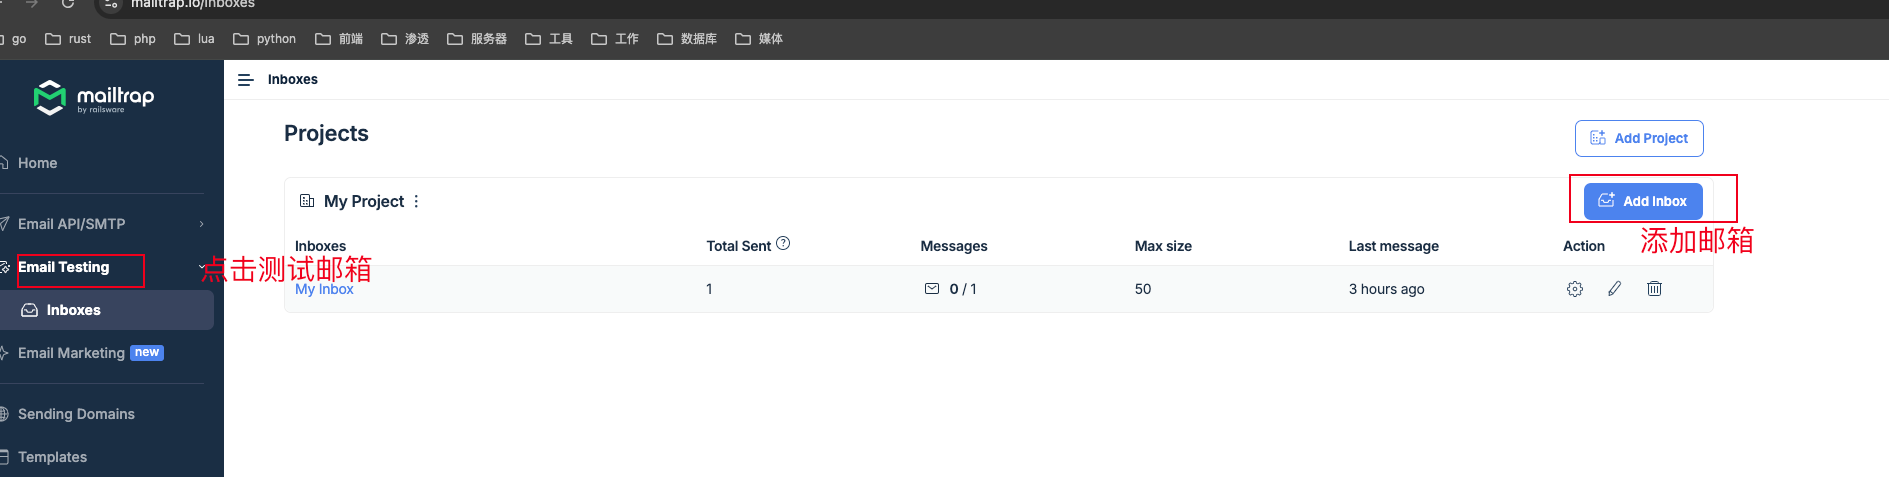 mailtrap.io/inboxes
go rust php lua python 前端 渗透 服务器 工具 工作 数据库 媒体
mailtrap
by railsware
Inboxes
Projects
Add Project
Home
My Project
Add Inbox
Email API/SMTP
添加邮箱
Inboxes Total Sent ? Messages Max size Last message Action
Email Testing
点击测试邮箱
My Inbox 1 0 / 1 50 3 hours ago
Inboxes
Email Marketing new
Sending Domains
Templates